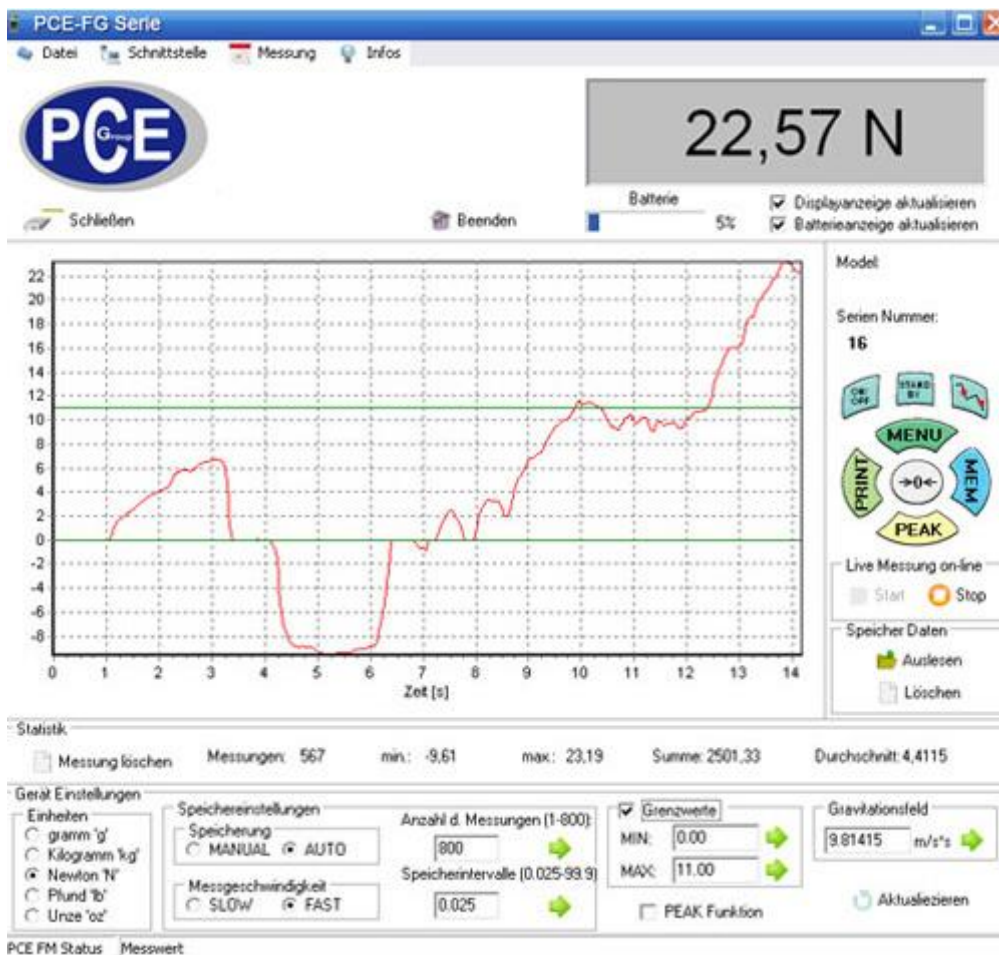 PCE-FG Serie
Datei Schnittstelle Messung Infos
PCE
Group
22,57 N
Schließen
Beenden
Batterie
5%
Displayanzeige aktualisieren
Batterieanzeige aktualisieren
22
20
18
16
14
12
10
8
6
4
2
0
-2
-4
-6
-8
0 1 2 3 4 5 6 7 8 9 10 11 12 13 14
Zeit [s]
Model:
Serien Nummer:
16
ON/
OFF
STAND
BY
MENU
PRINT
→0←
MEM
PEAK
Live Messung on-line
Start Stop
Speicher Daten
Auslesen
Löschen
Statistik
Messung löschen Messungen: 567 min.: -9,61 max.: 23,19 Summe: 2501,33 Durchschnitt: 4,4115
Gerät Einstellungen
Einheiten
gramm 'g'
Kilogramm 'kg'
Newton 'N'
Pfund 'lb'
Unze 'oz'
Speichereinstellungen
Speicherung
MANUAL AUTO
Messgeschwindigkeit
SLOW FAST
Anzahl d. Messungen (1-800):
800
Speicherintervalle (0.025-99.9)
0.025
Grenzwerte
MIN: 0.00
MAX: 11.00
PEAK Funktion
Gravitationsfeld
9.81415 m/s*s
Aktualiezieren
PCE FM Status Messwert